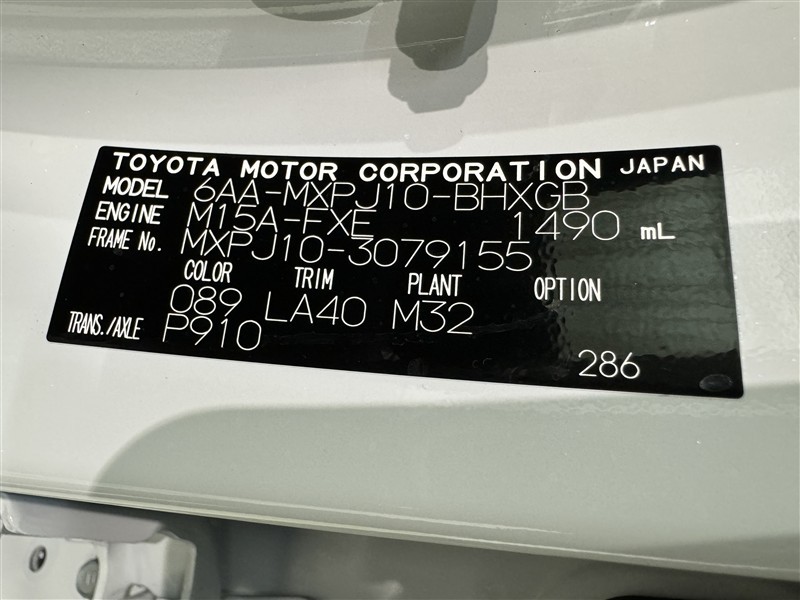 TOYOTA MOTOR CORPORATION JAPAN
MODEL 6AA-MXPJ10-BHXGB
ENGINE M15A-FXE 1490 mL
FRAME No. MXPJ10-3079155
COLOR TRIM PLANT OPTION
089 LA40 M32
TRANS./AXLE P910
286